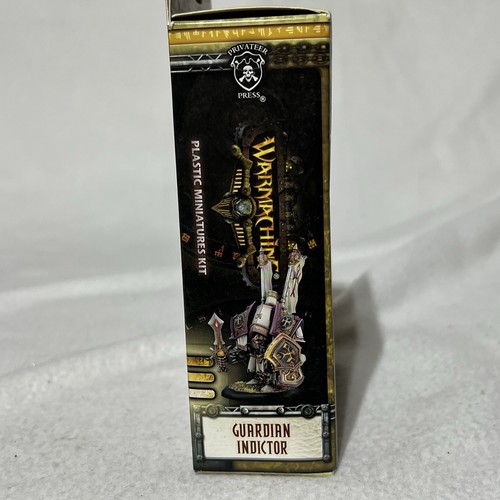 PRIVATEER
PRESS®
WARMACHINE®
PLASTIC MINIATURES KIT
GUARDIAN
INDICTOR